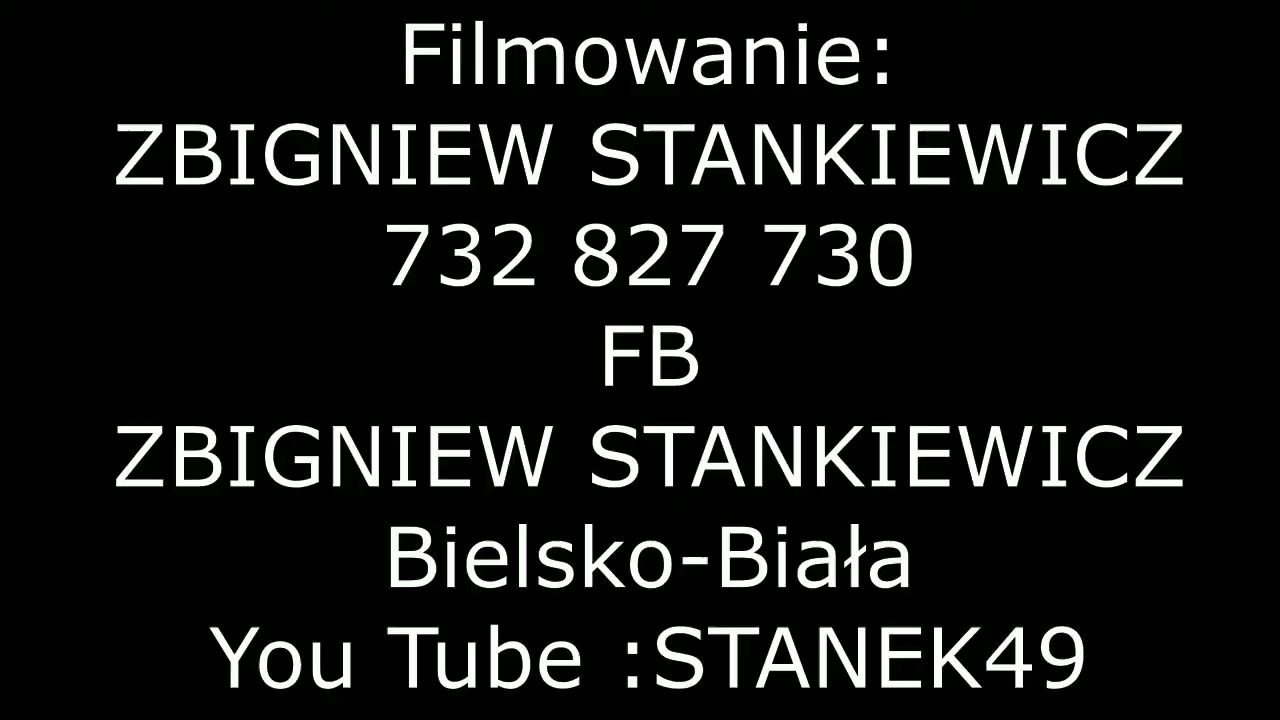 Filmowanie:
ZBIGNIEW STANKIEWICZ
732 827 730
FB
ZBIGNIEW STANKIEWICZ
Bielsko-Biała
You Tube :STANEK49